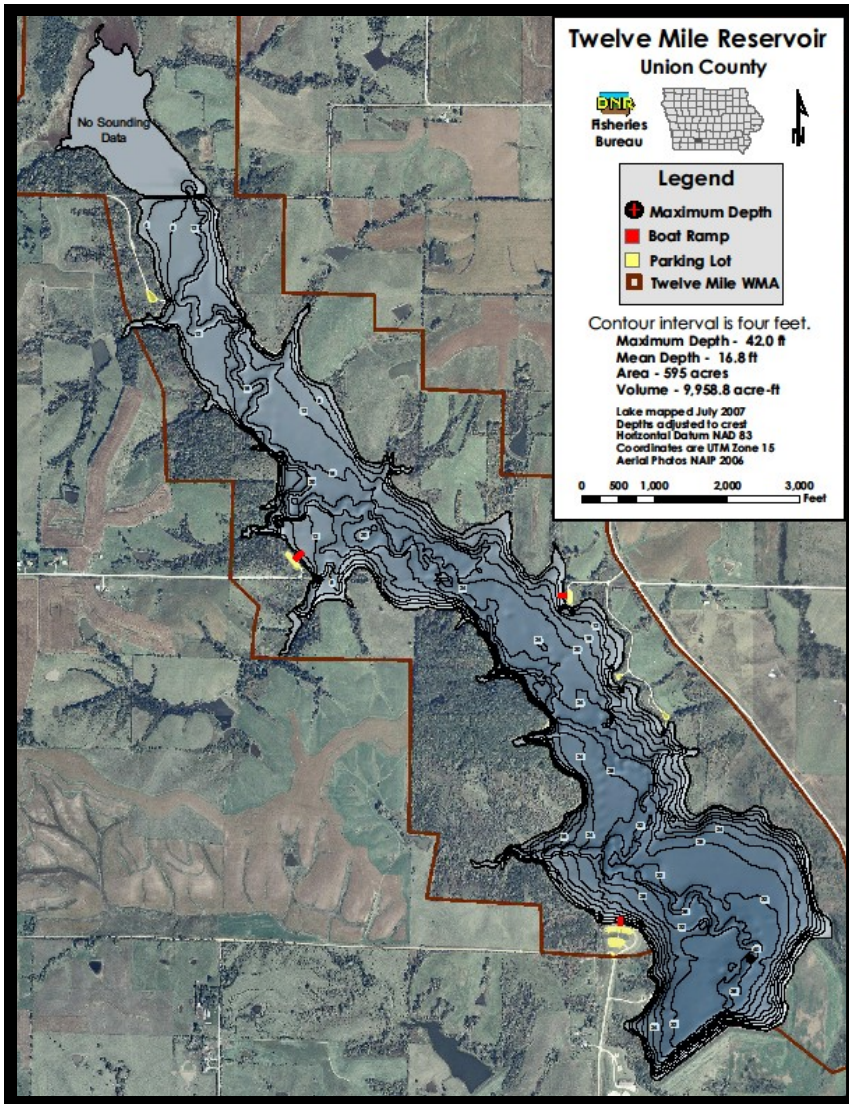 Twelve Mile Reservoir
Union County
DNR
Fisheries
Bureau
N
Legend
Maximum Depth
Boat Ramp
Parking Lot
Twelve Mile WMA
Contour interval is four feet.
Maximum Depth - 42.0 ft
Mean Depth - 16.8 ft
Area - 595 acres
Volume - 9,958.8 acre-ft
Lake mapped July 2007
Depths adjusted to crest
Horizontal Datum NAD 83
Coordinates are UTM Zone 15
Aerial Photos NAIP 2006
0 500 1,000 2,000 3,000
Feet
No Sounding
Data